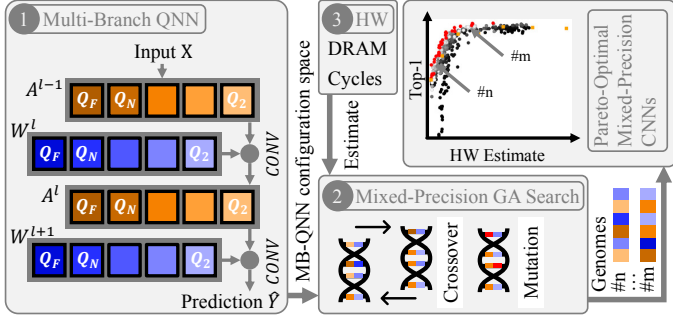 1 Multi-Branch QNN
Input X
A^{l-1} Q_F Q_N Q_2
W^l Q_F Q_N Q_2
CONV
A^l Q_F Q_N Q_2
W^{l+1} Q_F Q_N Q_2
CONV
Prediction Ŷ
MB-QNN configuration space
3 HW
DRAM
Cycles
Estimate
Top-1
#m
#n
HW Estimate
Pareto-Optimal
Mixed-Precision
CNNs
2 Mixed-Precision GA Search
Crossover
Mutation
Genomes
#n
...
#m